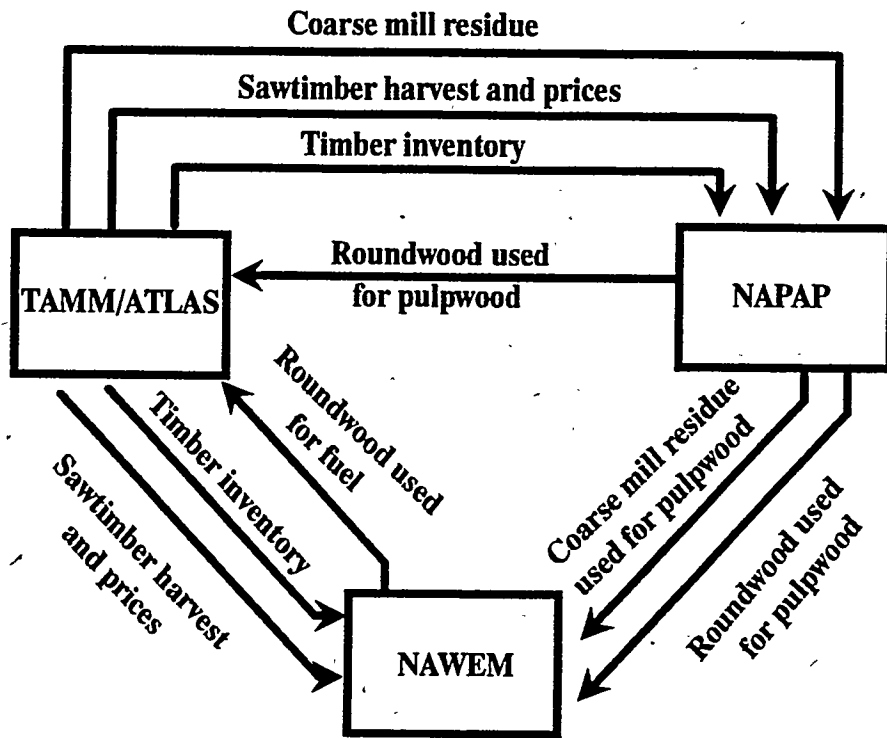 Coarse mill residue
Sawtimber harvest and prices
Timber inventory
Roundwood used
for pulpwood
TAMM/ATLAS
NAPAP
Roundwood used
for fuel
Timber inventory
Sawtimber harvest
and prices
Coarse mill residue
used for pulpwood
Roundwood used
for pulpwood
NAWEM